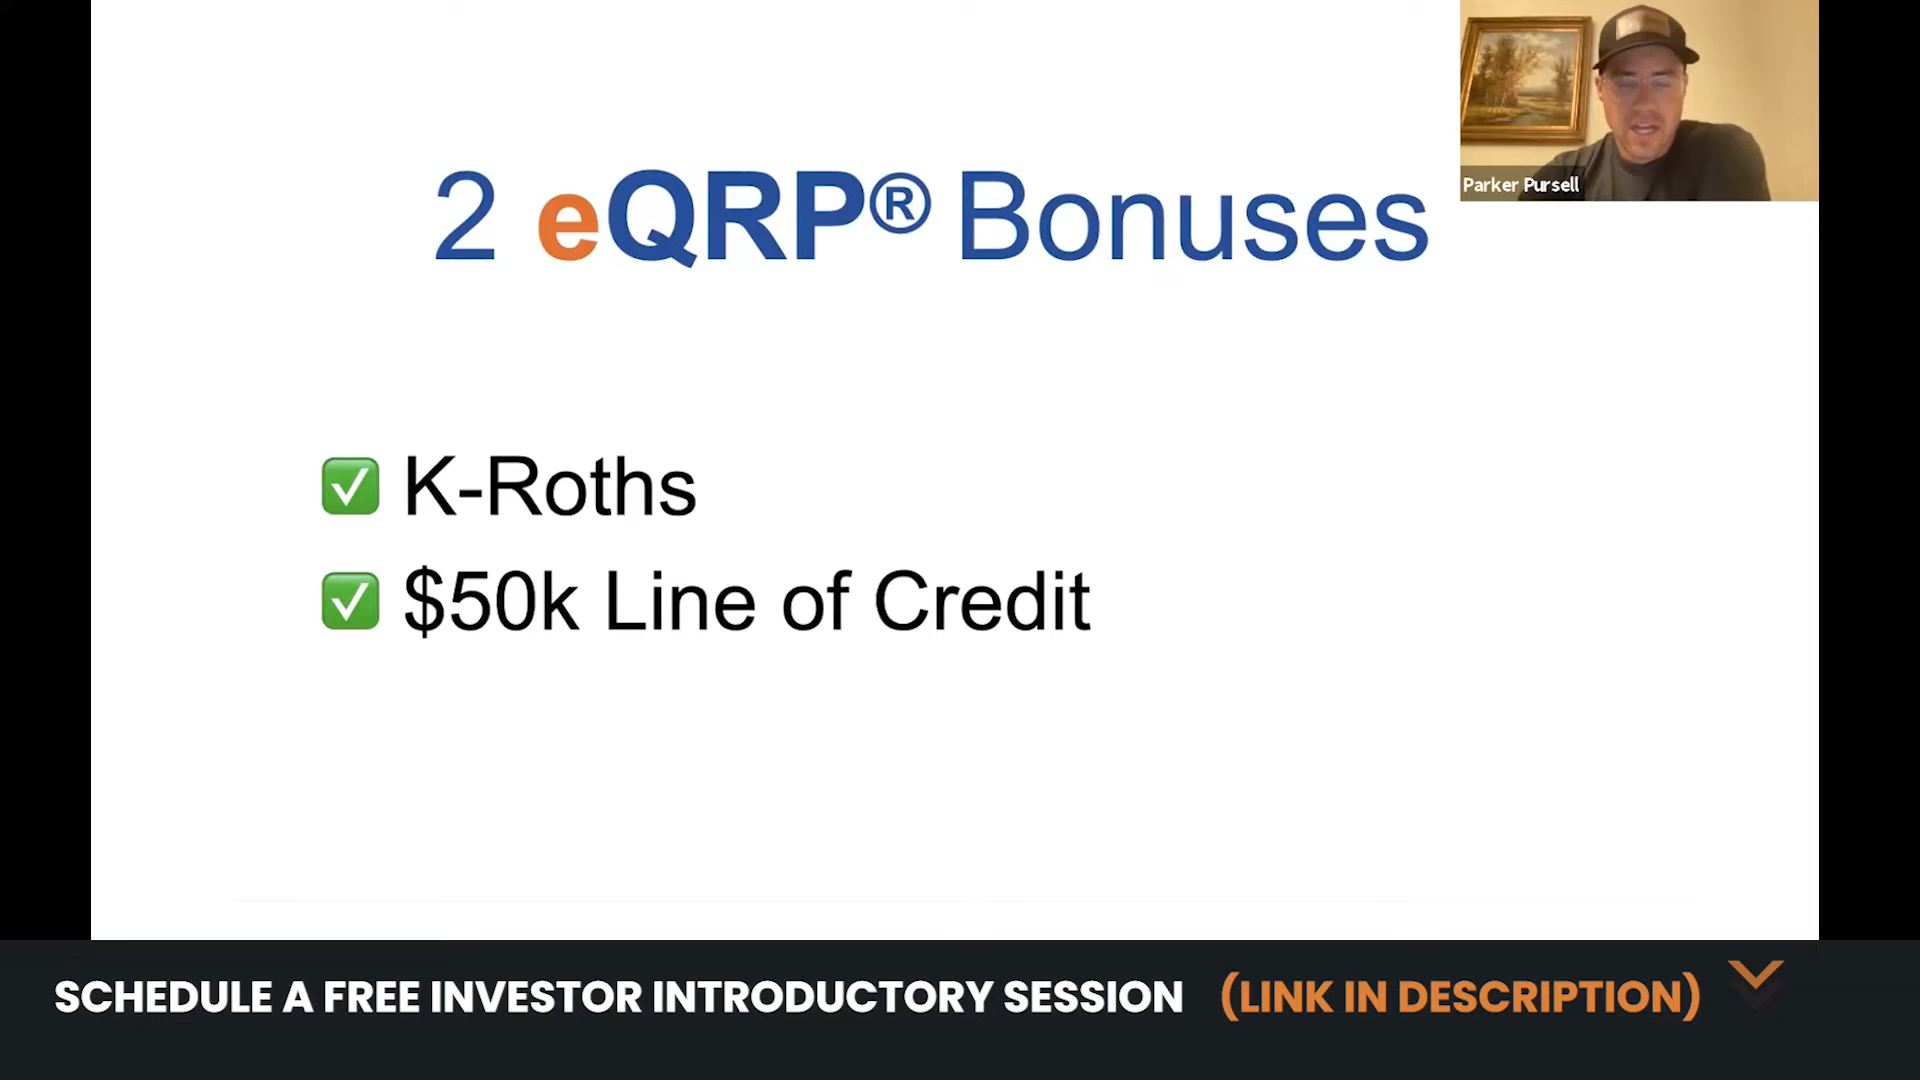 2 eQRP® Bonuses
Parker Pursell
✅ K-Roths
✅ $50k Line of Credit
SCHEDULE A FREE INVESTOR INTRODUCTORY SESSION (LINK IN DESCRIPTION)